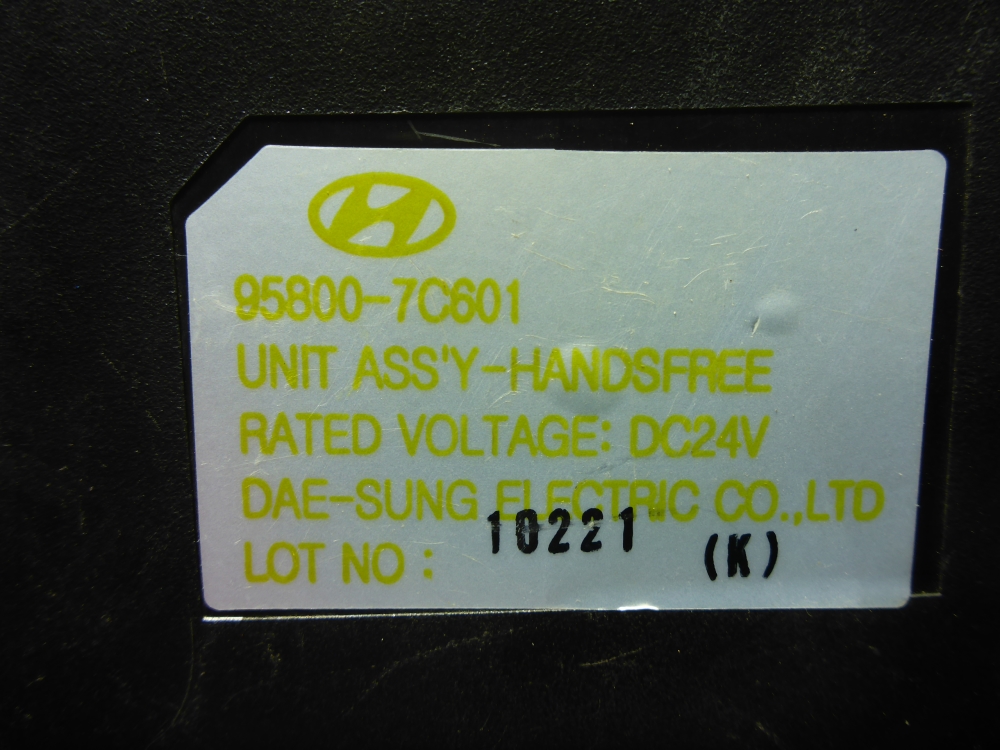 95800-7C601
UNIT ASS'Y-HANDSFREE
RATED VOLTAGE: DC24V
DAE-SUNG ELECTRIC CO.,LTD
LOT NO : 10221 (K)